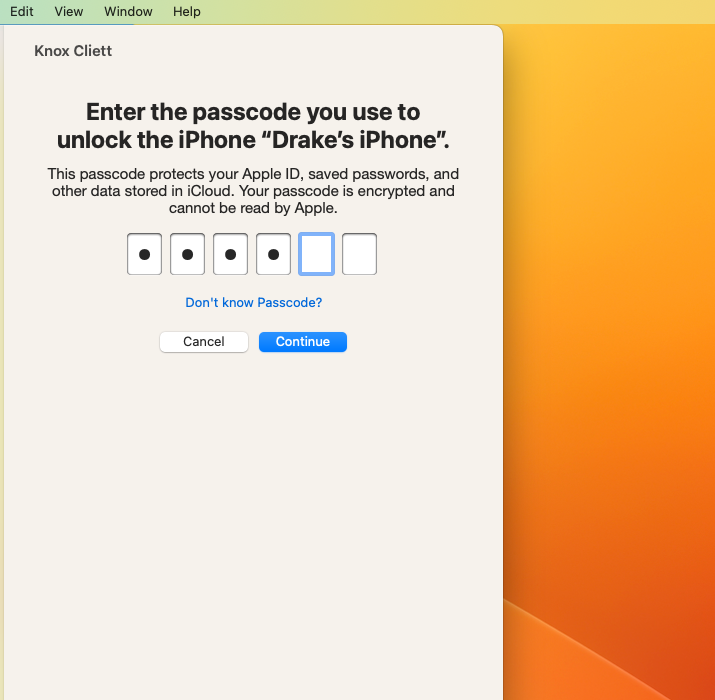 Edit View Window Help
Knox Cliett
Enter the passcode you use to
unlock the iPhone “Drake’s iPhone”.
This passcode protects your Apple ID, saved passwords, and
other data stored in iCloud. Your passcode is encrypted and
cannot be read by Apple.
Don't know Passcode?
Cancel Continue